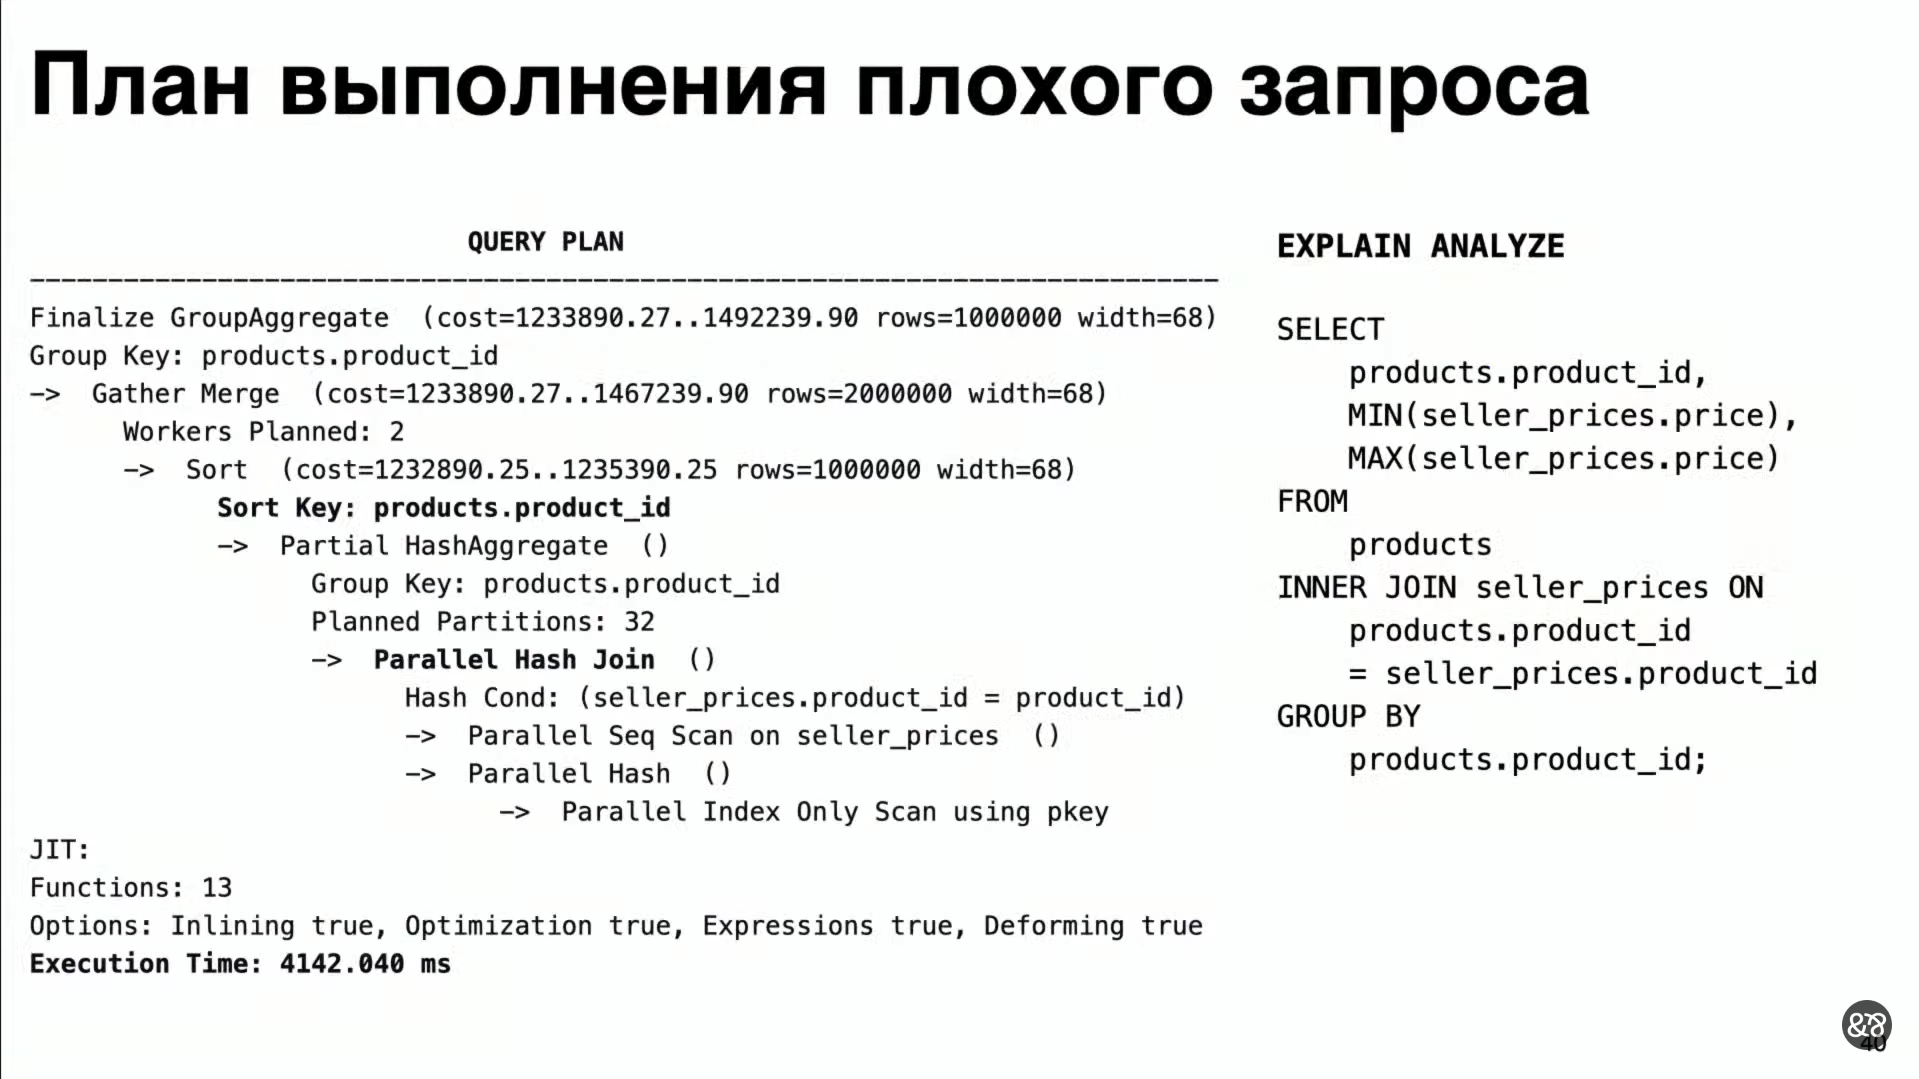 План выполнения плохого запроса
QUERY PLAN
----------------------------------------------------------------------------
Finalize GroupAggregate  (cost=1233890.27..1492239.90 rows=1000000 width=68)
Group Key: products.product_id
->  Gather Merge  (cost=1233890.27..1467239.90 rows=2000000 width=68)
Workers Planned: 2
->  Sort  (cost=1232890.25..1235390.25 rows=1000000 width=68)
Sort Key: products.product_id
->  Partial HashAggregate  ()
Group Key: products.product_id
Planned Partitions: 32
->  Parallel Hash Join  ()
Hash Cond: (seller_prices.product_id = product_id)
->  Parallel Seq Scan on seller_prices  ()
->  Parallel Hash  ()
->  Parallel Index Only Scan using pkey
JIT:
Functions: 13
Options: Inlining true, Optimization true, Expressions true, Deforming true
Execution Time: 4142.040 ms
EXPLAIN ANALYZE
SELECT
products.product_id,
MIN(seller_prices.price),
MAX(seller_prices.price)
FROM
products
INNER JOIN seller_prices ON
products.product_id
= seller_prices.product_id
GROUP BY
products.product_id;
40